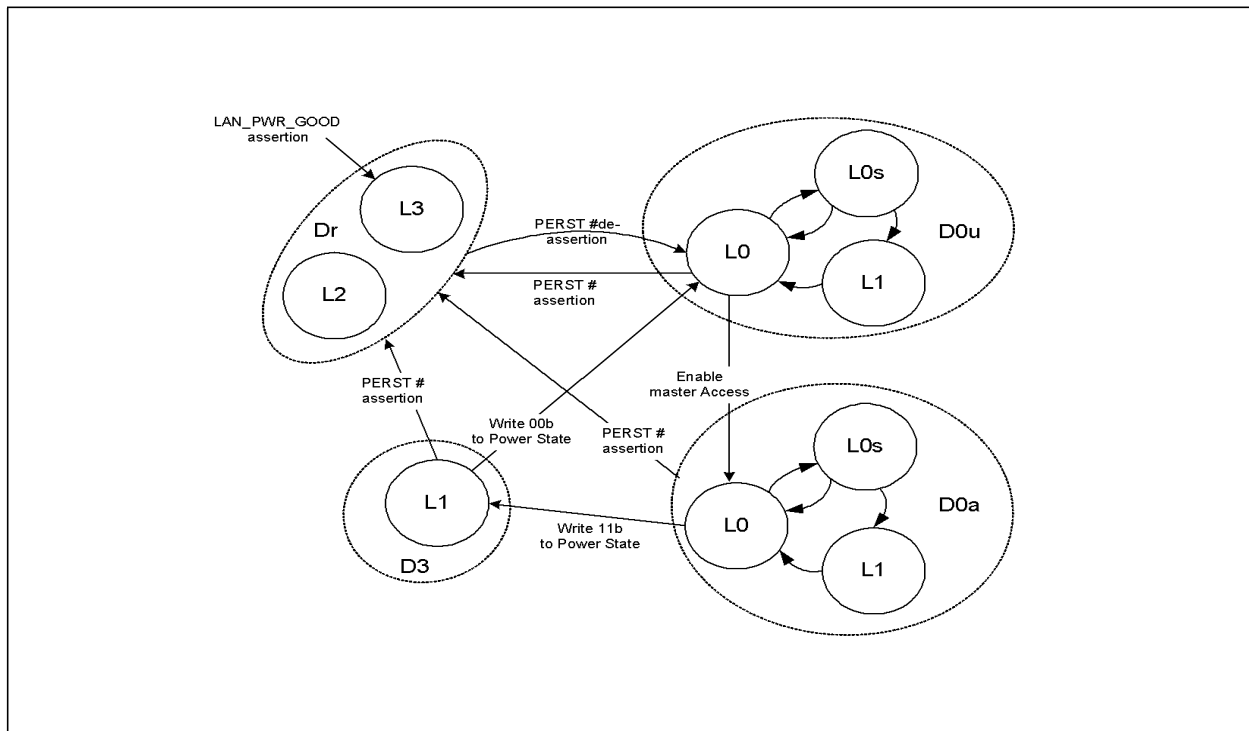 LAN_PWR_GOOD
assertion
L3
Dr
L2
PERST #de-
assertion
PERST #
assertion
L0s
L0
D0u
L1
PERST #
assertion
Write 00b
to Power State
PERST #
assertion
Enable
master Access
L1
D3
Write 11b
to Power State
L0s
L0
D0a
L1